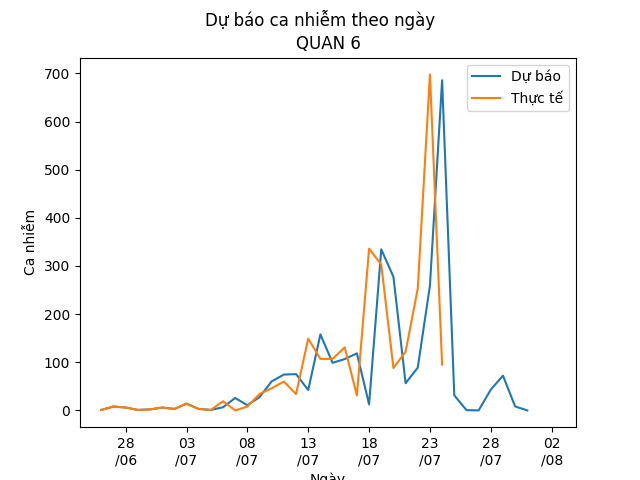 Dự báo ca nhiễm theo ngày
QUAN 6
Dự báo
Thực tế
Ca nhiễm
700
600
500
400
300
200
100
0
28 03 08 13 18 23 28 02
/06 /07 /07 /07 /07 /07 /07 /08
Ngày